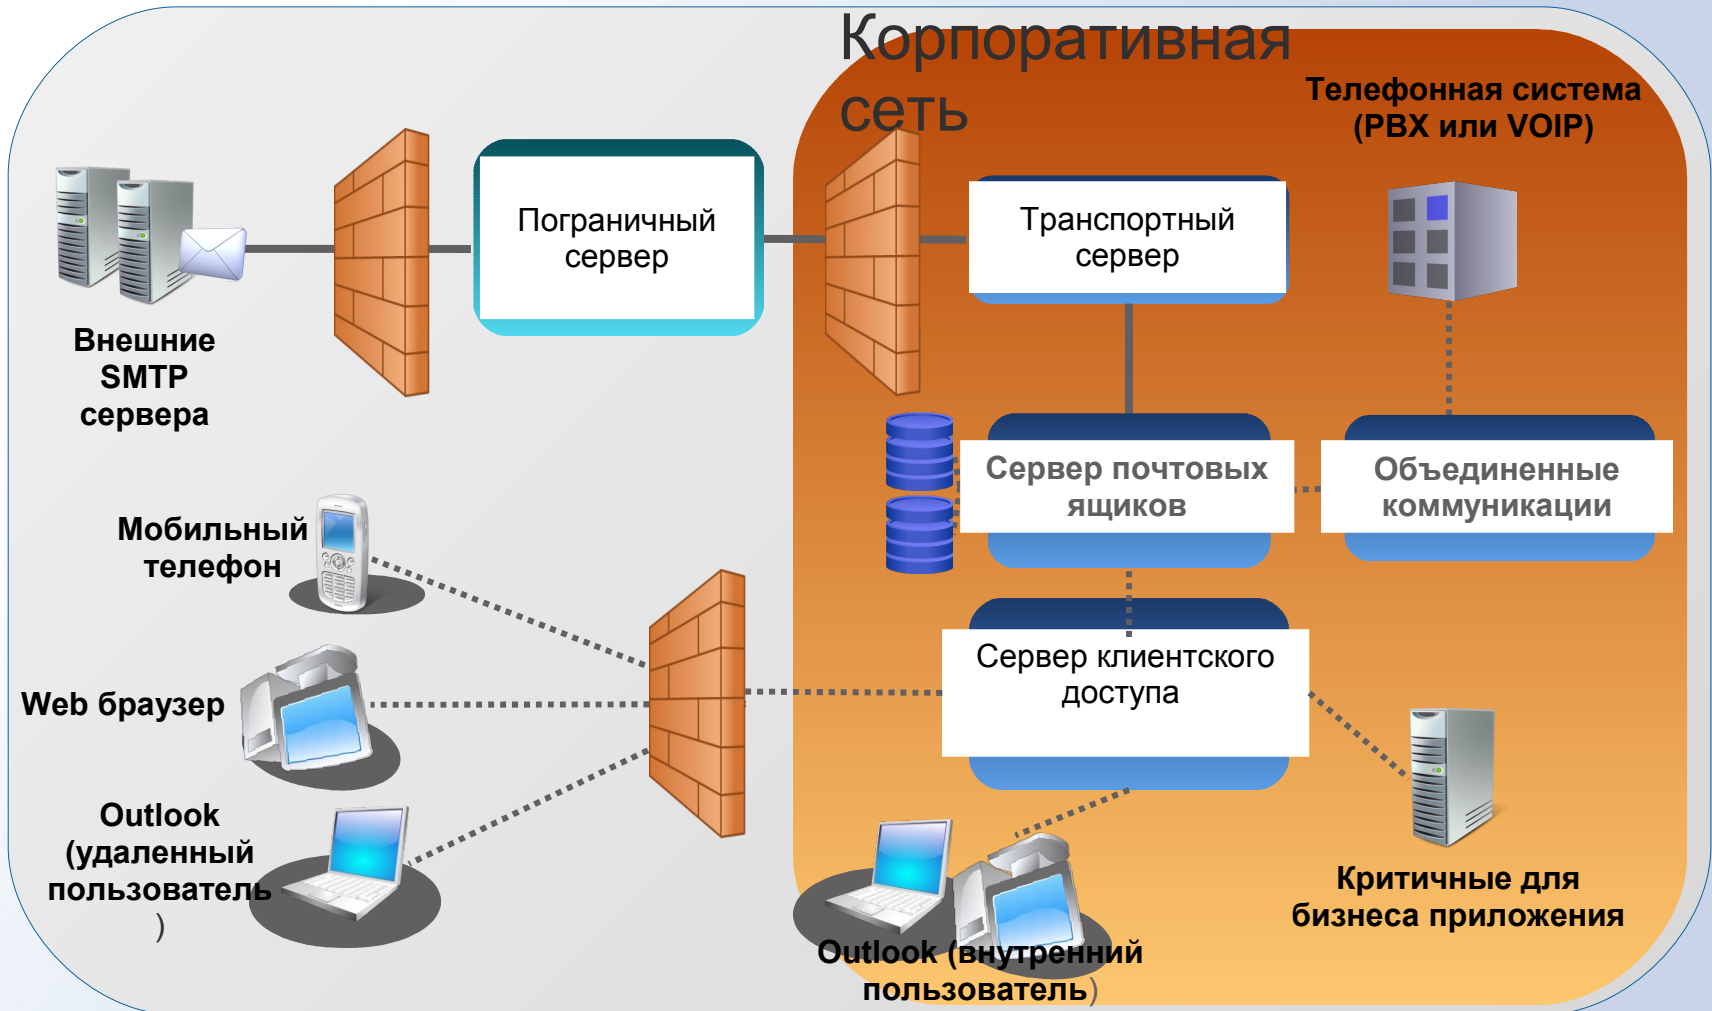 Корпоративная
сеть
Телефонная система
(PBX или VOIP)
Пограничный
сервер
Транспортный
сервер
Внешние
SMTP
сервера
Сервер почтовых
ящиков
Объединенные
коммуникации
Мобильный
телефон
Сервер клиентского
доступа
Web браузер
Outlook
(удаленный
пользователь
)
Критичные для
бизнеса приложения
Outlook (внутренний
пользователь)